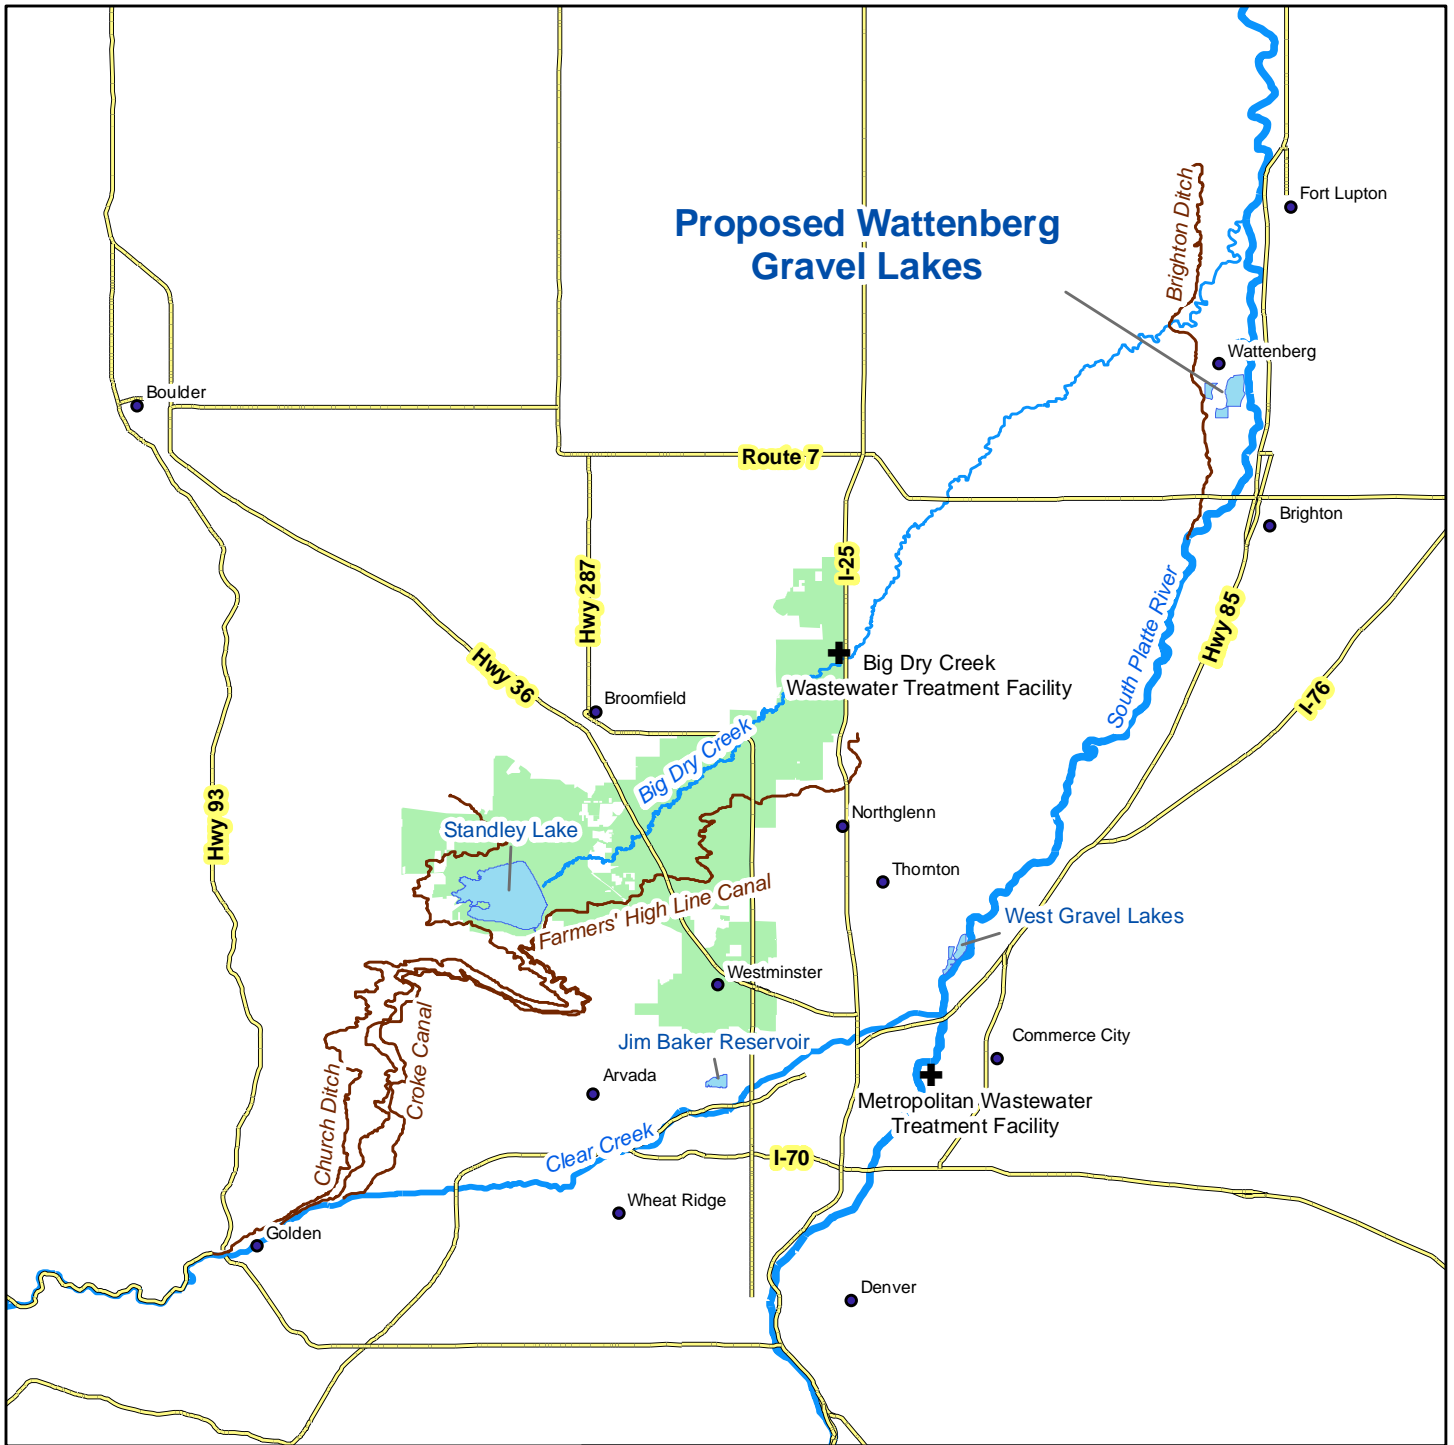 Proposed Wattenberg
Gravel Lakes
Brighton Ditch
Fort Lupton
Wattenberg
Boulder
Route 7
Brighton
I-25
Hwy 287
South Platte River
Hwy 85
Hwy 36
Big Dry Creek
Wastewater Treatment Facility
I-76
Broomfield
Big Dry Creek
Hwy 93
Standley Lake
Northglenn
Thornton
Farmers' High Line Canal
West Gravel Lakes
Westminster
Croke Canal
Jim Baker Reservoir
Commerce City
Arvada
Church Ditch
Metropolitan Wastewater
Treatment Facility
Clear Creek
I-70
Wheat Ridge
Golden
Denver